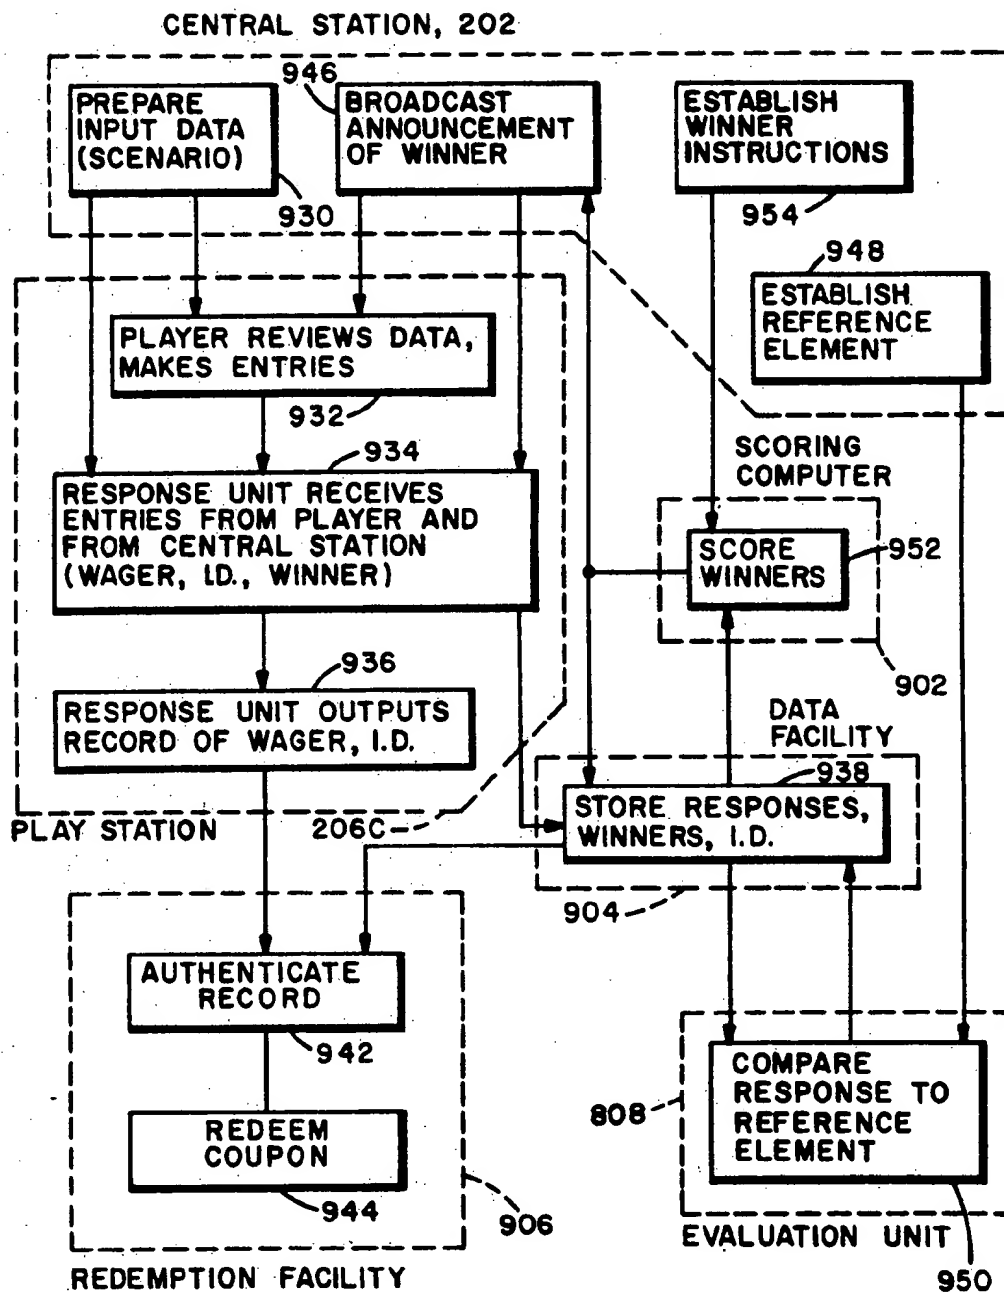 CENTRAL STATION, 202
946
PREPARE
INPUT DATA
(SCENARIO)
930
BROADCAST
ANNOUNCEMENT
OF WINNER
ESTABLISH
WINNER
INSTRUCTIONS
954
948
ESTABLISH
REFERENCE
ELEMENT
PLAYER REVIEWS DATA,
MAKES ENTRIES
932
934
RESPONSE UNIT RECEIVES
ENTRIES FROM PLAYER AND
FROM CENTRAL STATION
(WAGER, I.D., WINNER)
SCORING
COMPUTER
SCORE
WINNERS
952
902
936
RESPONSE UNIT OUTPUTS
RECORD OF WAGER, I.D.
PLAY STATION
206C
DATA
FACILITY
938
STORE RESPONSES,
WINNERS, I.D.
904
AUTHENTICATE
RECORD
942
REDEEM
COUPON
944
906
REDEMPTION FACILITY
808
COMPARE
RESPONSE TO
REFERENCE
ELEMENT
EVALUATION UNIT
950